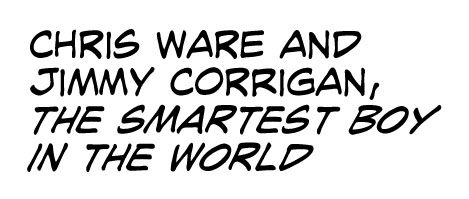 CHRIS WARE AND
JIMMY CORRIGAN,
THE SMARTEST BOY
IN THE WORLD